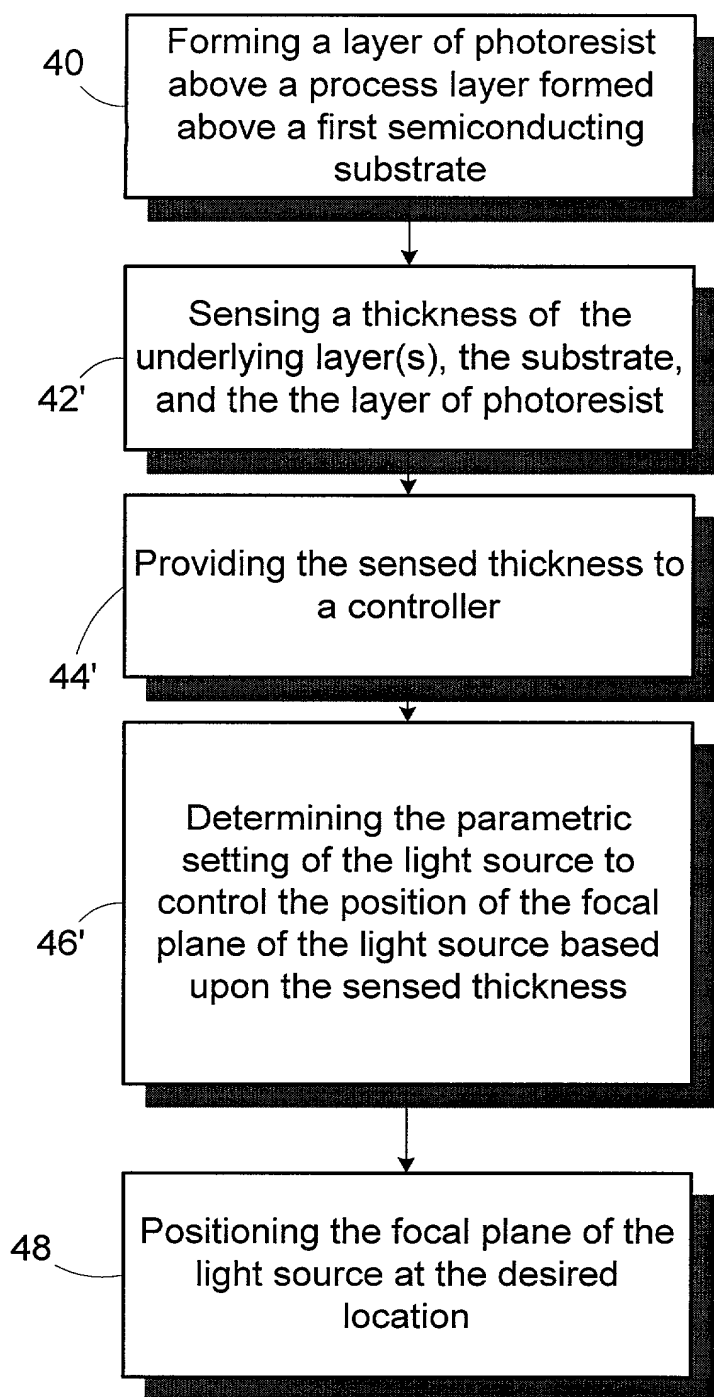 40
Forming a layer of photoresist
above a process layer formed
above a first semiconducting
substrate
42'
Sensing a thickness of the
underlying layer(s), the substrate,
and the the layer of photoresist
44'
Providing the sensed thickness to
a controller
46'
Determining the parametric
setting of the light source to
control the position of the focal
plane of the light source based
upon the sensed thickness
48
Positioning the focal plane of the
light source at the desired
location